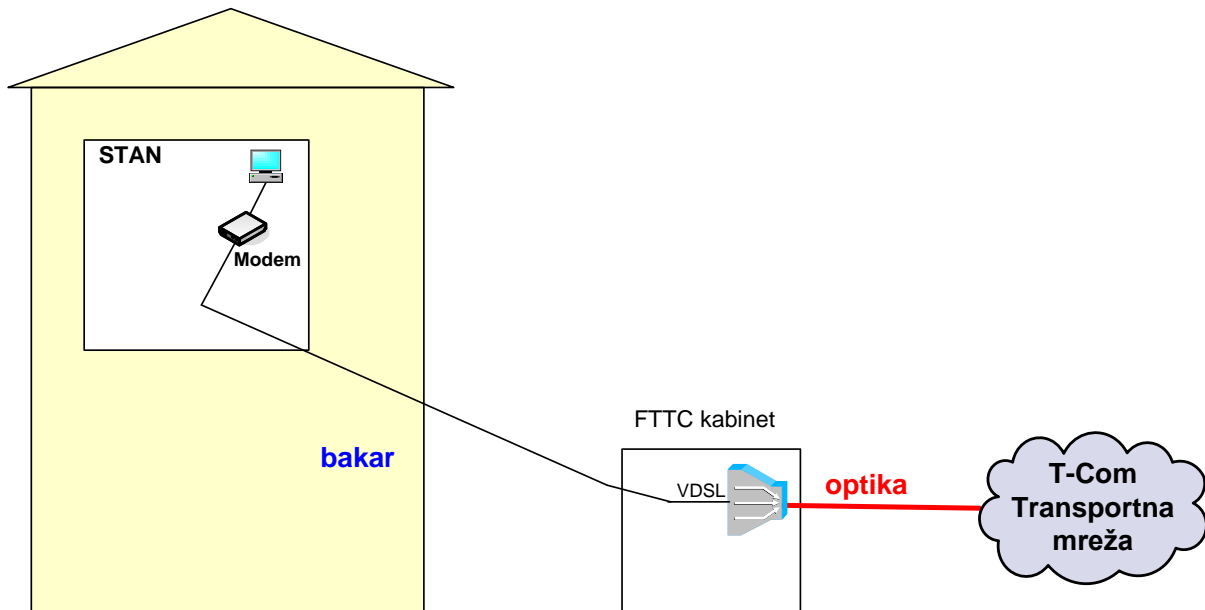 STAN
Modem
bakar
FTTC kabinet
VDSL
optika
T-Com
Transportna
mreža